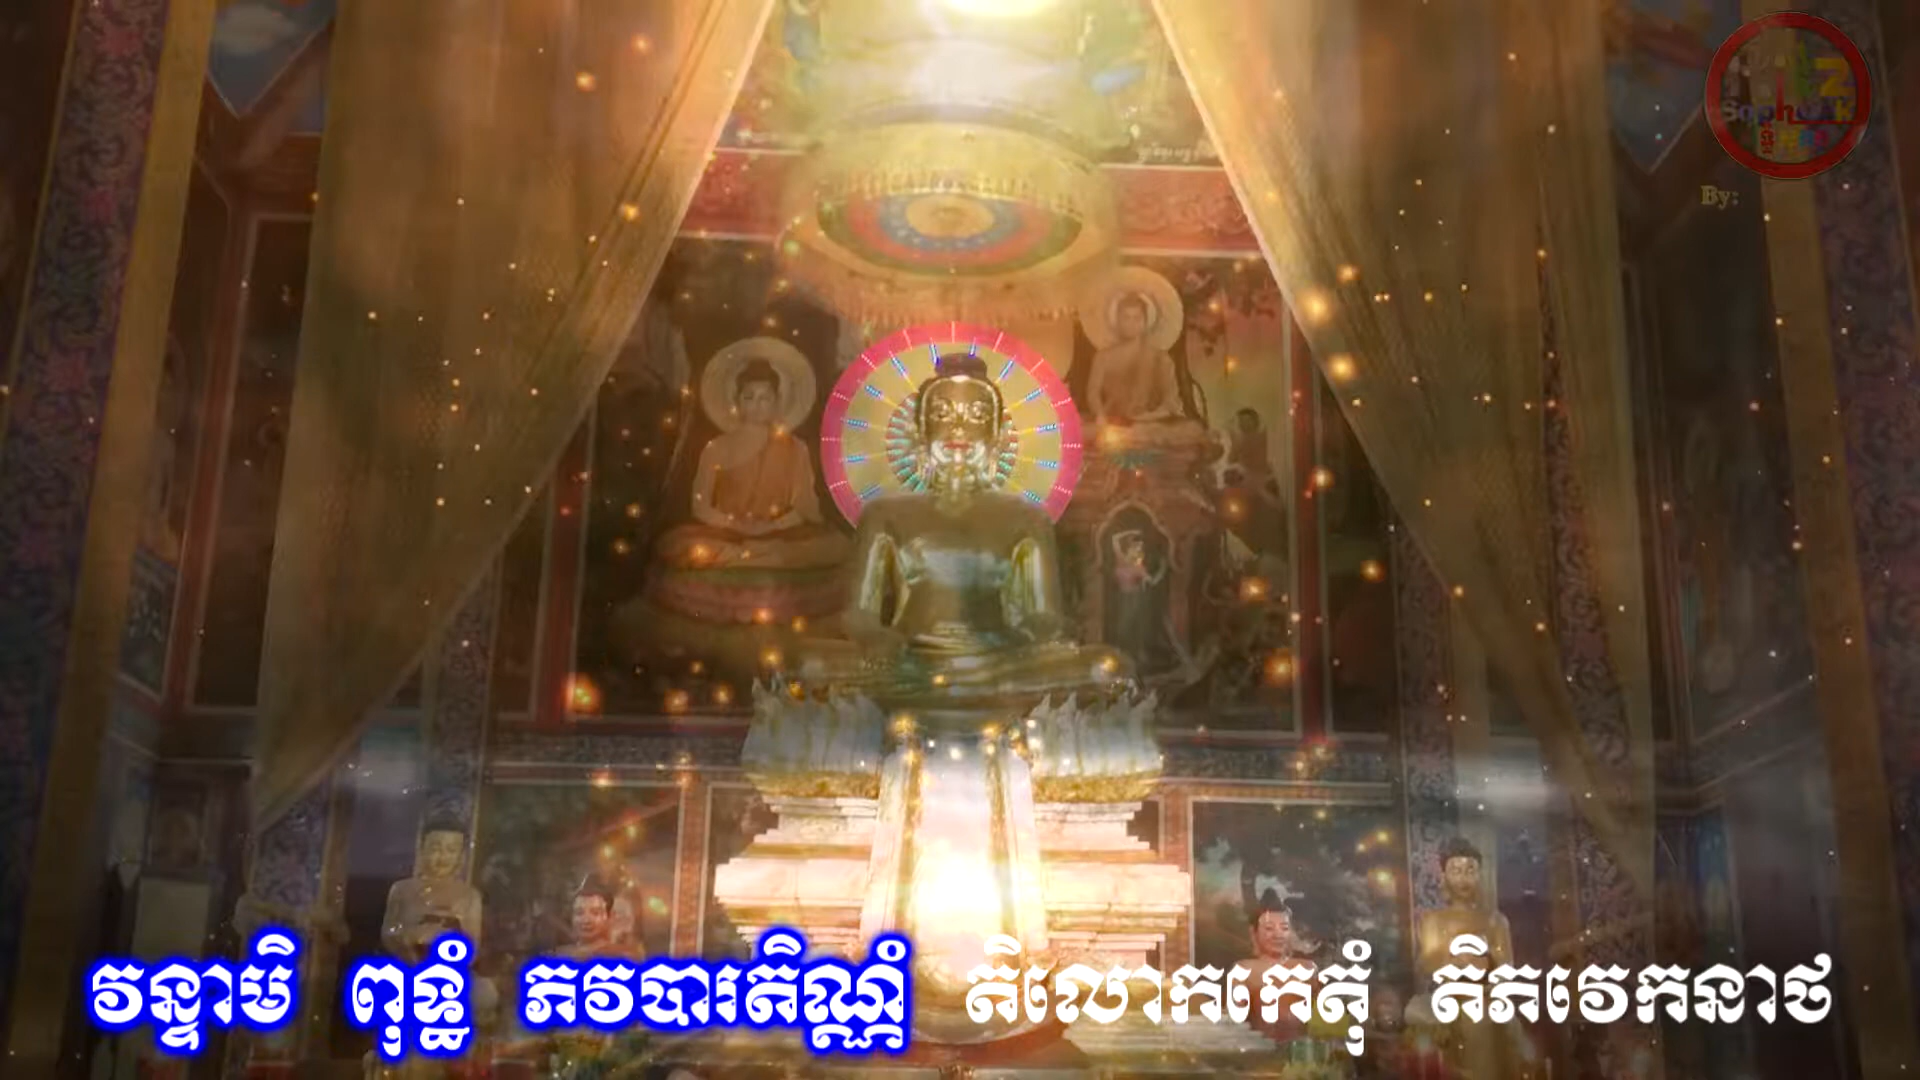 Sopheak
By:
វន្ទាមិ ពុទ្ធំ ភវបារតិណ្ណំ តិលោកកេតុំ តិភវេកនាថ